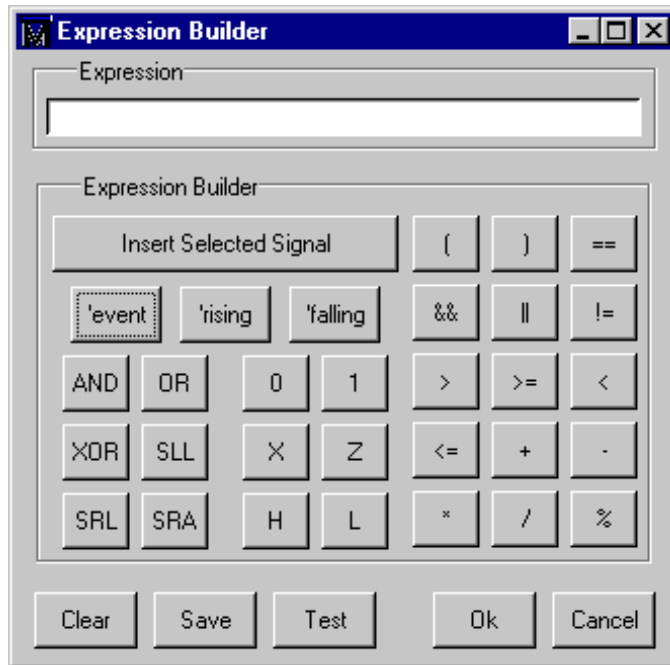 Expression Builder
Expression
Expression Builder
Insert Selected Signal ( ) ==
'event 'rising 'falling && || !=
AND OR 0 1 > >= <
XOR SLL X Z <= + -
SRL SRA H L * / %
Clear Save Test Ok Cancel